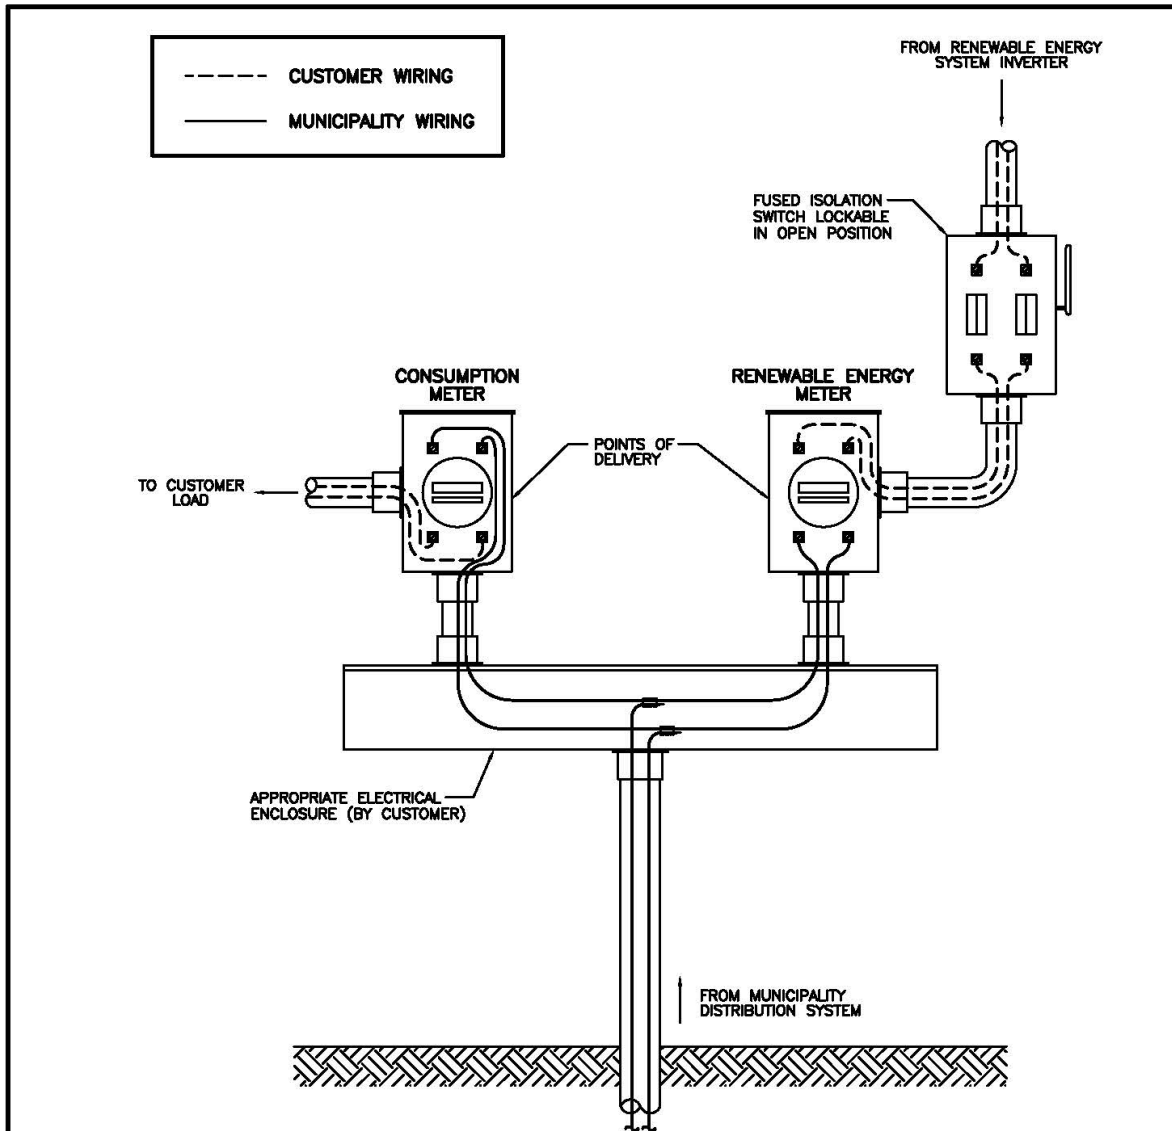 CUSTOMER WIRING
MUNICIPALITY WIRING
FROM RENEWABLE ENERGY
SYSTEM INVERTER
FUSED ISOLATION
SWITCH LOCKABLE
IN OPEN POSITION
CONSUMPTION
METER
RENEWABLE ENERGY
METER
POINTS OF
DELIVERY
TO CUSTOMER
LOAD
APPROPRIATE ELECTRICAL
ENCLOSURE (BY CUSTOMER)
FROM MUNICIPALITY
DISTRIBUTION SYSTEM